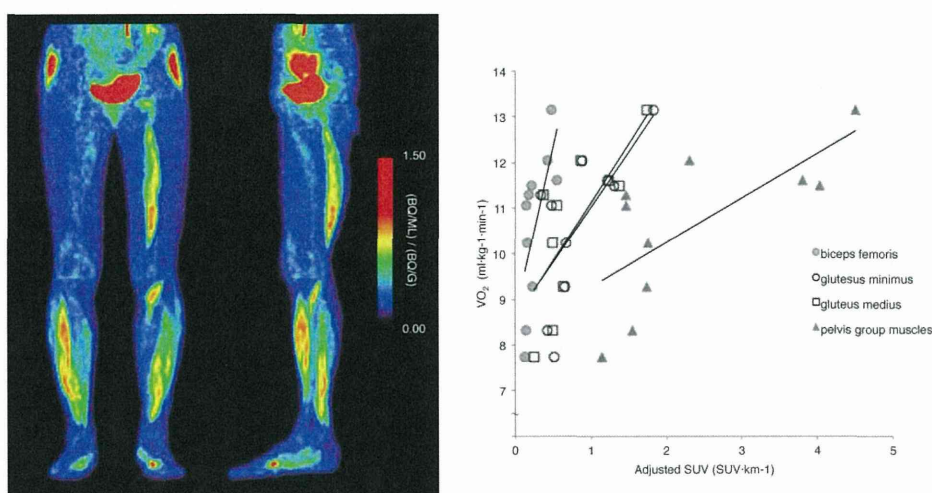 1.50
(BQ/ML) / (BQ/G)
0.00
14
13
12
11
10
9
8
7
VO2 (ml·kg-1·min-1)
0
1
2
3
4
5
Adjusted SUV (SUV·km-1)
biceps femoris
glutesus minimus
gluteus medius
pelvis group muscles